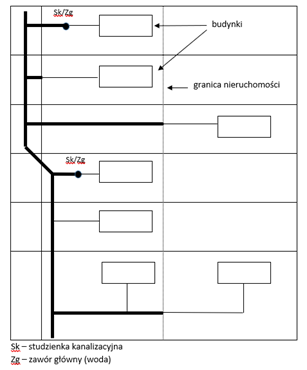 Sk/Zg
budynki
granica nieruchomości
Sk/Zg
Sk – studzienka kanalizacyjna
Zg – zawór główny (woda)